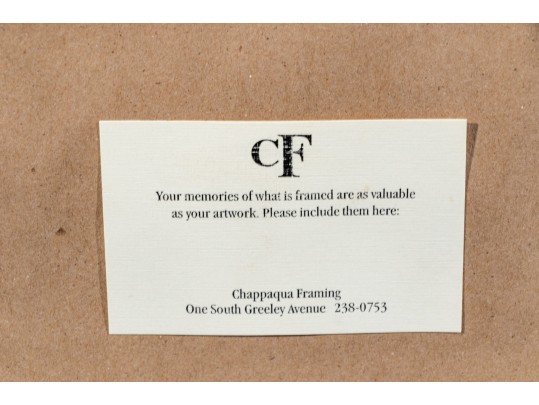 CF
Your memories of what is framed are as valuable
as your artwork. Please include them here:
Chappaqua Framing
One South Greeley Avenue 238-0753